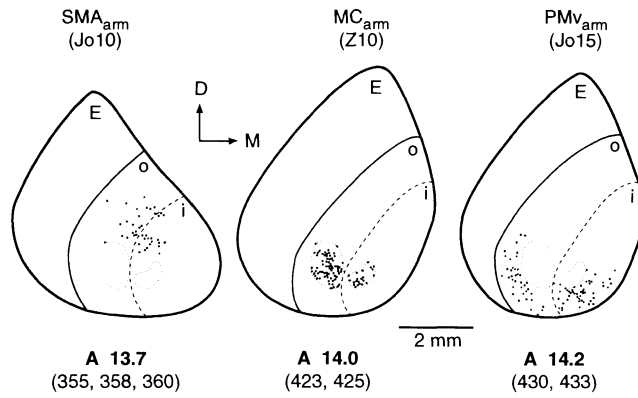 SMAarm MCarm PMvarm
(Jo10) (Z10) (Jo15)
D
M
E
o
i
E
o
i
E
o
i
2 mm
A 13.7 A 14.0 A 14.2
(355, 358, 360) (423, 425) (430, 433)